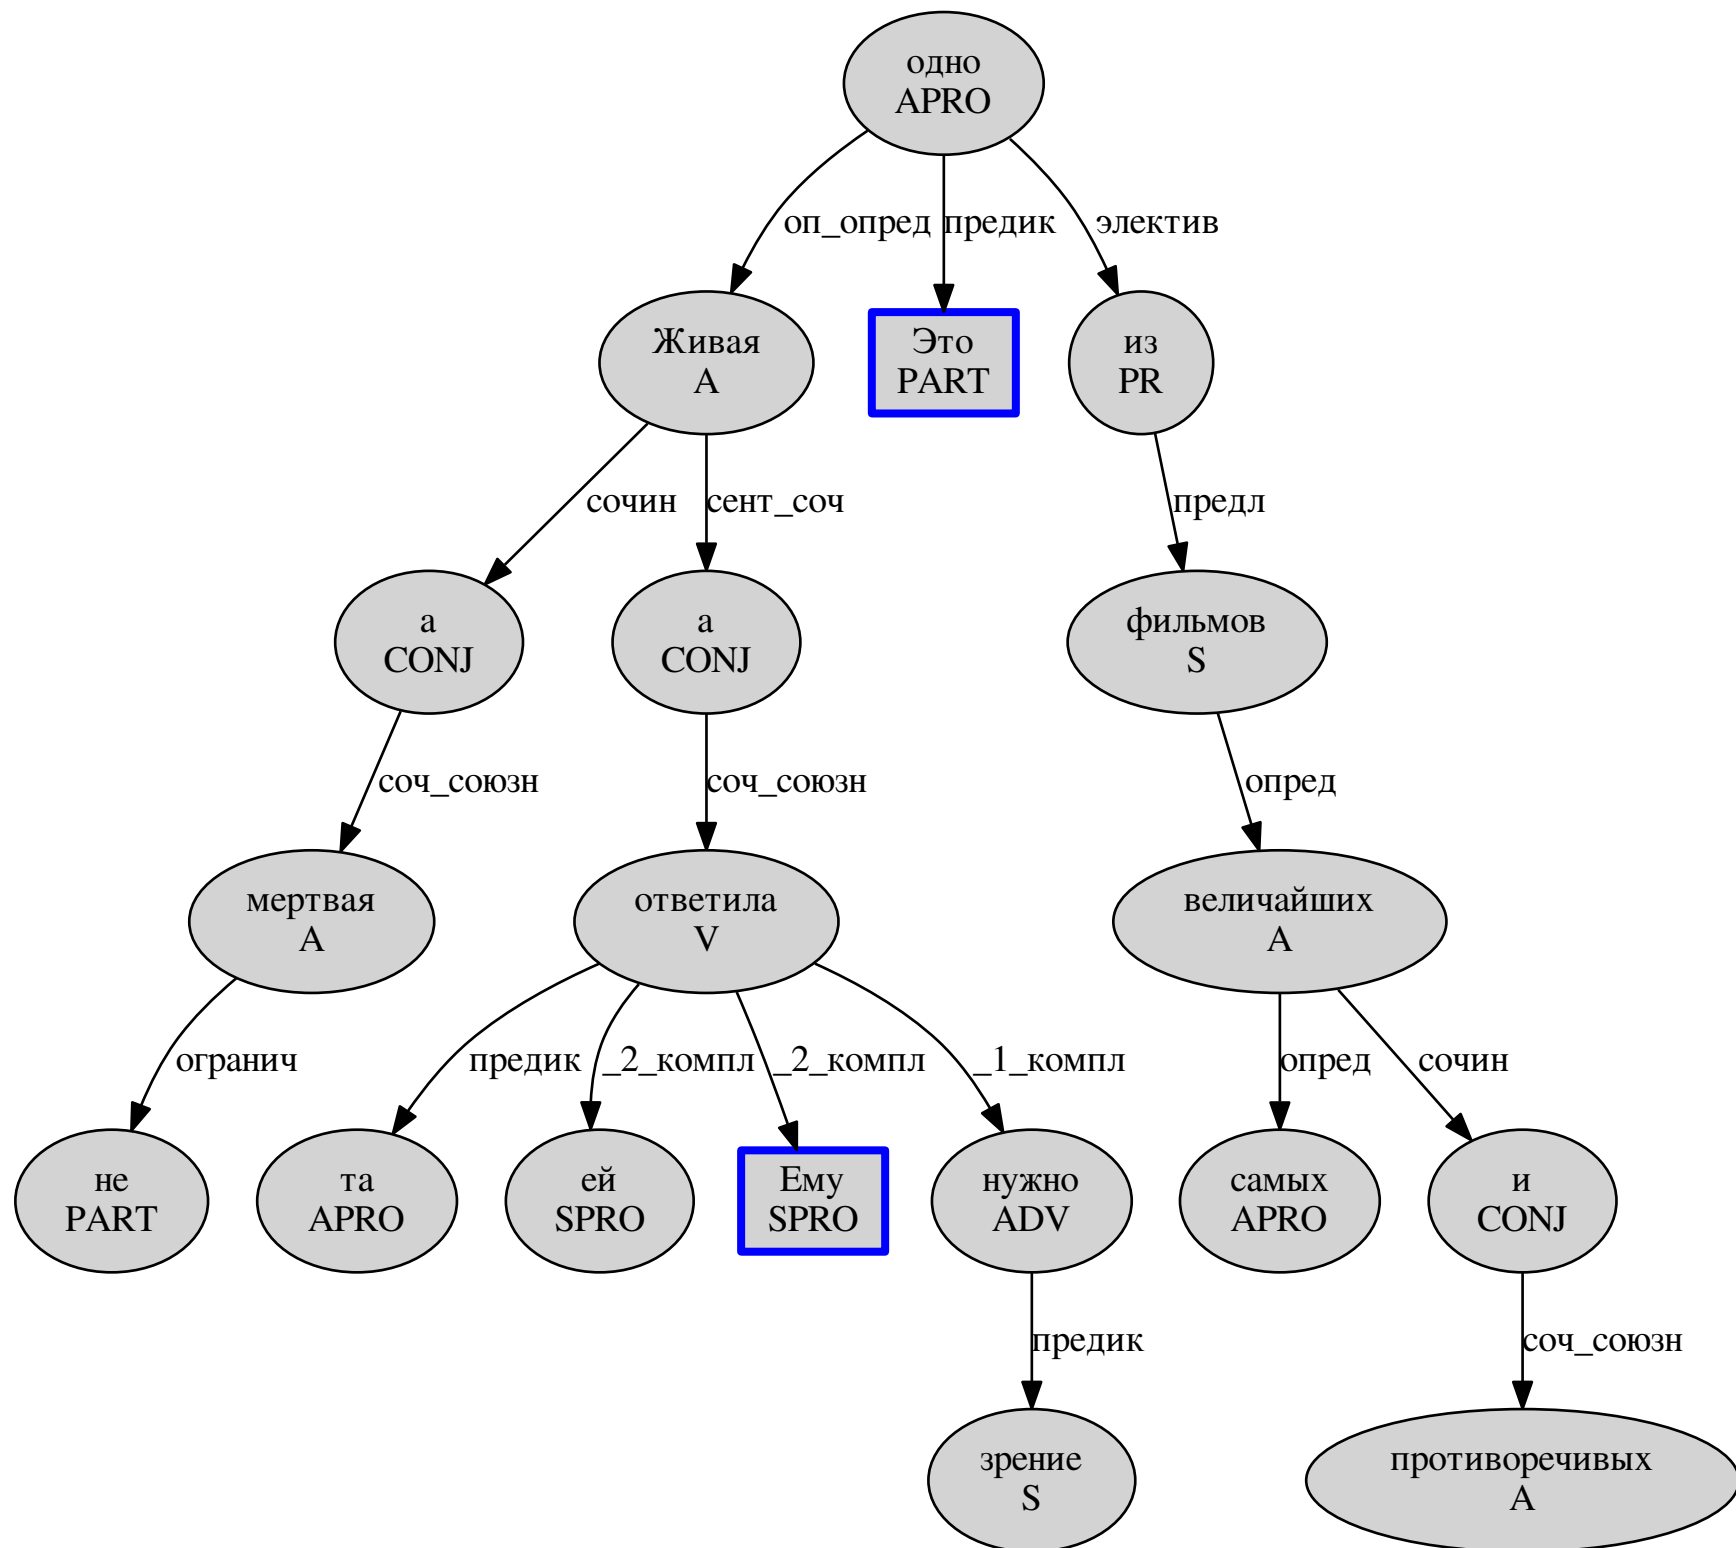 одно
APRO
оп_опред
предик
электив
Живая
A
Это
PART
из
PR
сочин
сент_соч
предл
а
CONJ
а
CONJ
фильмов
S
соч_союзн
соч_союзн
опред
мертвая
A
ответила
V
величайших
A
огранич
предик
_2_компл
_2_компл
_1_компл
опред
сочин
не
PART
та
APRO
ей
SPRO
Ему
SPRO
нужно
ADV
самых
APRO
и
CONJ
предик
соч_союзн
зрение
S
противоречивых
A